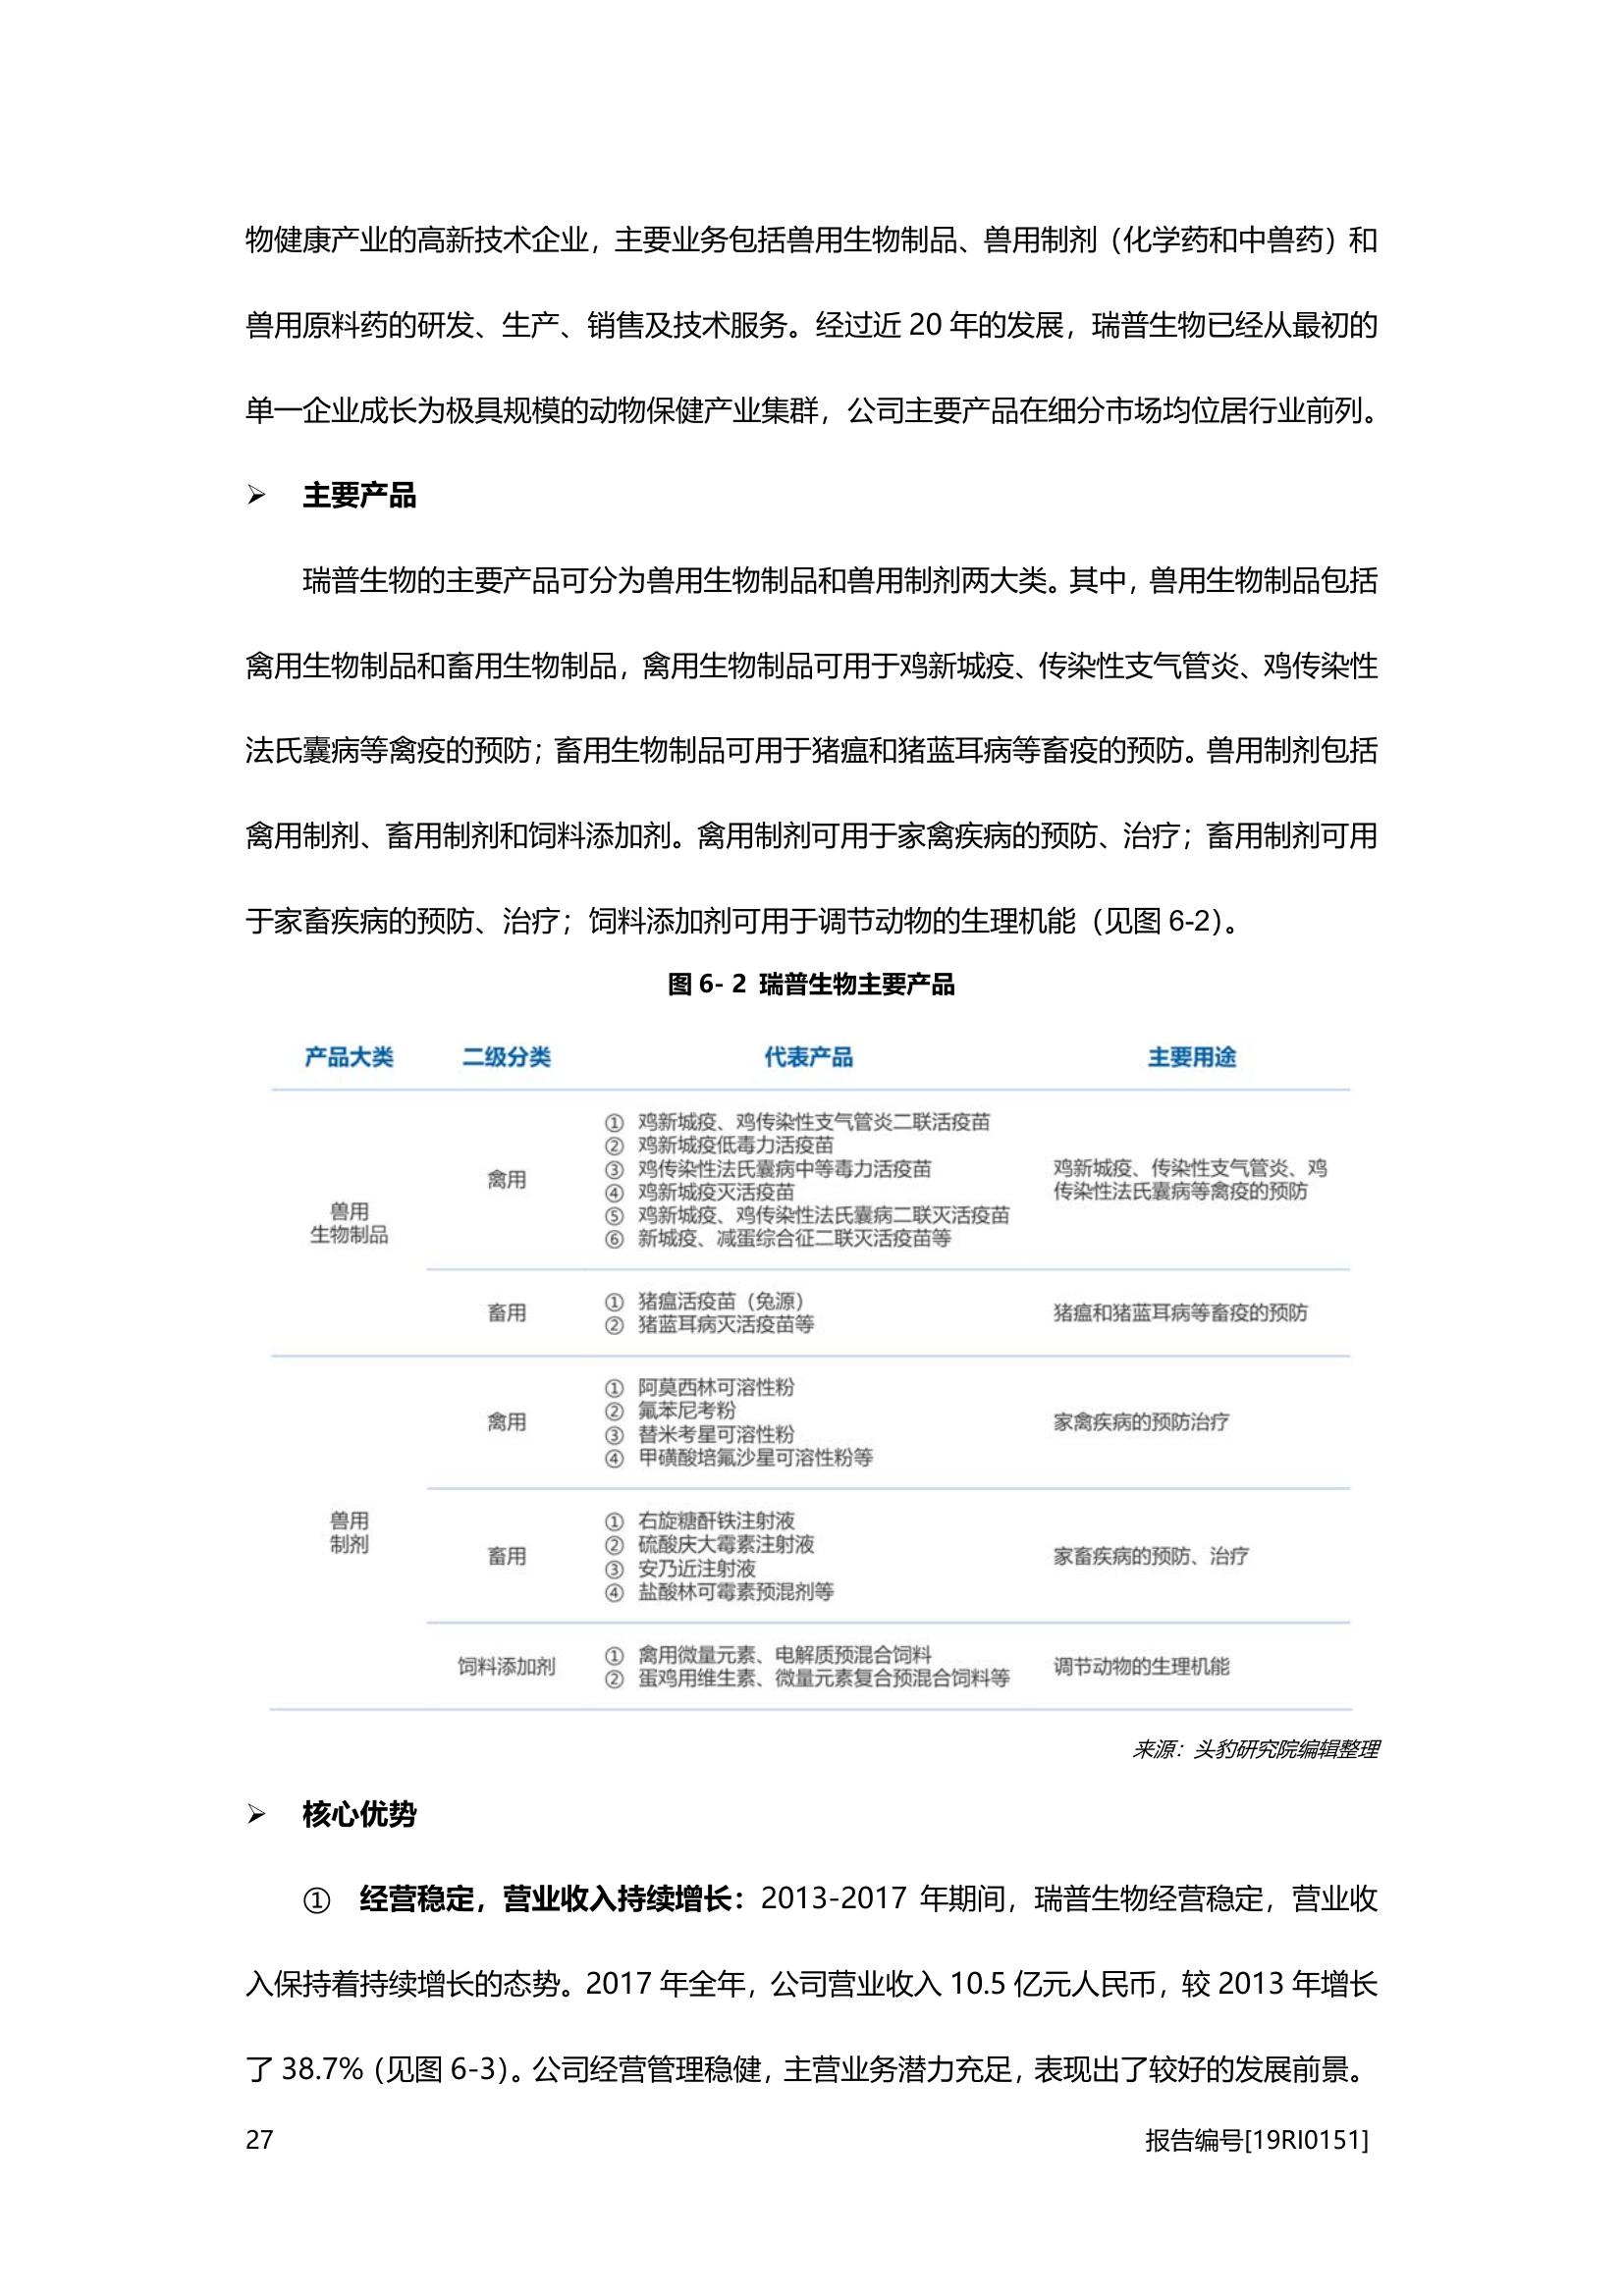 物健康产业的高新技术企业，主要业务包括兽用生物制品、兽用制剂（化学药和中兽药）和
兽用原料药的研发、生产、销售及技术服务。经过近 20 年的发展，瑞普生物已经从最初的
单一企业成长为极具规模的动物保健产业集群，公司主要产品在细分市场均位居行业前列。
➢ 主要产品
瑞普生物的主要产品可分为兽用生物制品和兽用制剂两大类。其中，兽用生物制品包括
禽用生物制品和畜用生物制品，禽用生物制品可用于鸡新城疫、传染性支气管炎、鸡传染性
法氏囊病等禽疫的预防；畜用生物制品可用于猪瘟和猪蓝耳病等畜疫的预防。兽用制剂包括
禽用制剂、畜用制剂和饲料添加剂。禽用制剂可用于家禽疾病的预防、治疗；畜用制剂可用
于家畜疾病的预防、治疗；饲料添加剂可用于调节动物的生理机能（见图 6-2）。
图 6- 2 瑞普生物主要产品
产品大类 二级分类 代表产品 主要用途
兽用
生物制品
禽用
① 鸡新城疫、鸡传染性支气管炎二联活疫苗
② 鸡新城疫低毒力活疫苗
③ 鸡传染性法氏囊病中等毒力活疫苗
④ 鸡新城疫灭活疫苗
⑤ 鸡新城疫、鸡传染性法氏囊病二联灭活疫苗
⑥ 新城疫、减蛋综合征二联灭活疫苗等
鸡新城疫、传染性支气管炎、鸡
传染性法氏囊病等禽疫的预防
畜用
① 猪瘟活疫苗（兔源）
② 猪蓝耳病灭活疫苗等
猪瘟和猪蓝耳病等畜疫的预防
兽用
制剂
禽用
① 阿莫西林可溶性粉
② 氟苯尼考粉
③ 替米考星可溶性粉
④ 甲磺酸培氟沙星可溶性粉等
家禽疾病的预防治疗
畜用
① 右旋糖酐铁注射液
② 硫酸庆大霉素注射液
③ 安乃近注射液
④ 盐酸林可霉素预混剂等
家畜疾病的预防、治疗
饲料添加剂
① 禽用微量元素、电解质预混合饲料
② 蛋鸡用维生素、微量元素复合预混合饲料等
调节动物的生理机能
来源：头豹研究院编辑整理
➢ 核心优势
① 经营稳定，营业收入持续增长：2013-2017 年期间，瑞普生物经营稳定，营业收
入保持着持续增长的态势。2017 年全年，公司营业收入 10.5 亿元人民币，较 2013 年增长
了 38.7%（见图 6-3）。公司经营管理稳健，主营业务潜力充足，表现出了较好的发展前景。
27 报告编号[19RI0151]